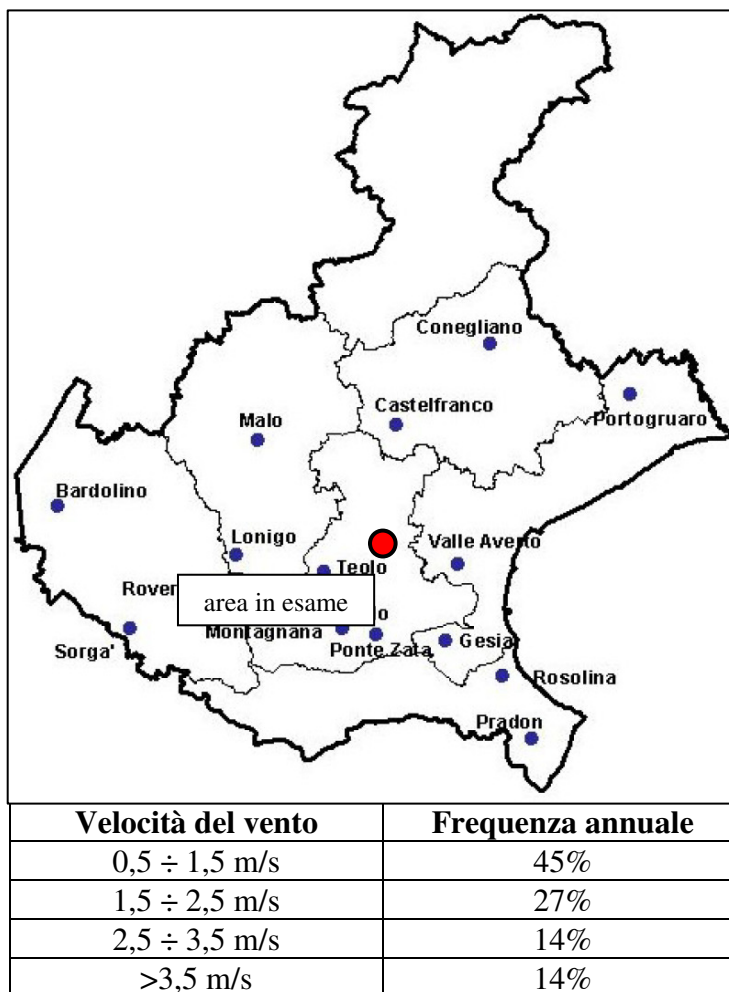 Conegliano
Castelfranco
Portogruaro
Malo
Bardolino
Lonigo
Valle Averto
Teolo
Rover
area in esame
Montagnana
Ponte Zata
Gesia
Sorga'
Rosolina
Pradon
Velocità del vento Frequenza annuale
0,5 ÷ 1,5 m/s 45%
1,5 ÷ 2,5 m/s 27%
2,5 ÷ 3,5 m/s 14%
>3,5 m/s 14%